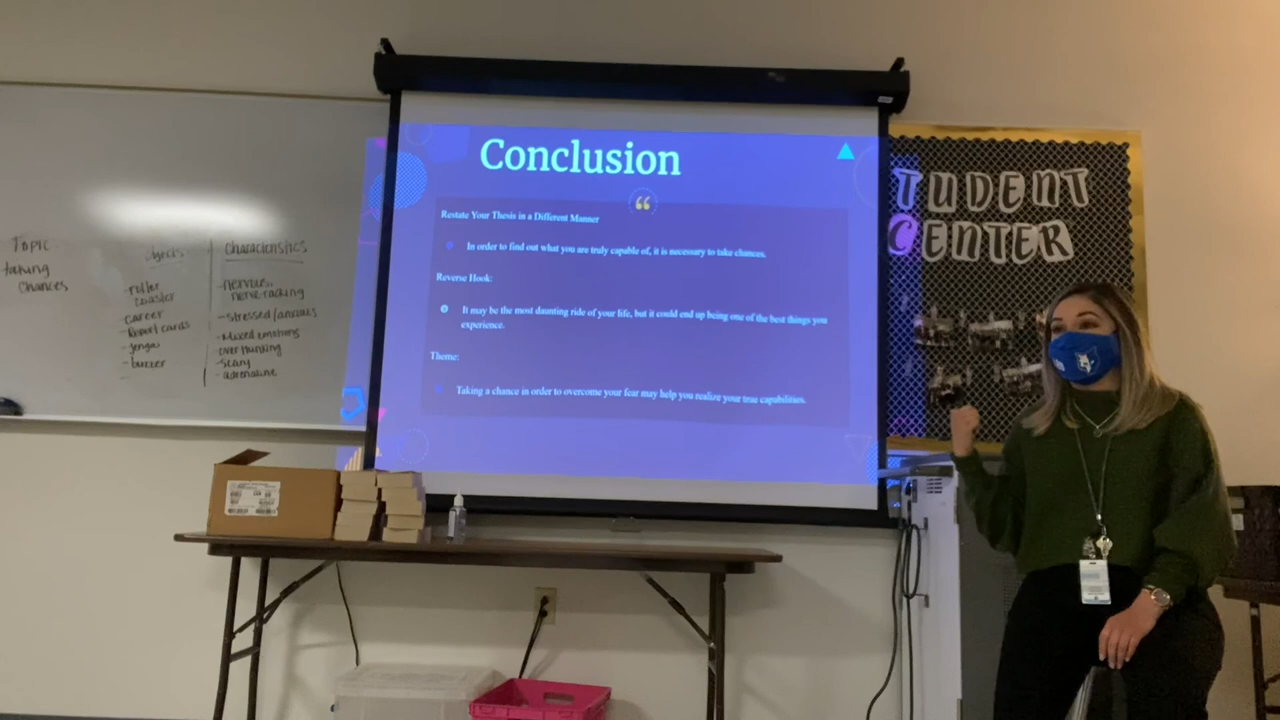 Conclusion
Restate Your Thesis in a Different Manner
In order to find out what you are truly capable of, it is necessary to take chances.
Reverse Hook:
It may be the most daunting ride of your life, but it could end up being one of the best things you
experience.
Theme:
Taking a chance in order to overcome your fear may help you realize your true capabilities.
Topic:
taking
Chances
Objects
- roller
coaster
- career
- Report cards
- Jenga
- buzzer
Characteristics
- nervous,
nerve-racking
- stressed/anxious
- Mixed emotions
- overthinking
- scary
- adrenaline
TUDENT
CENTER